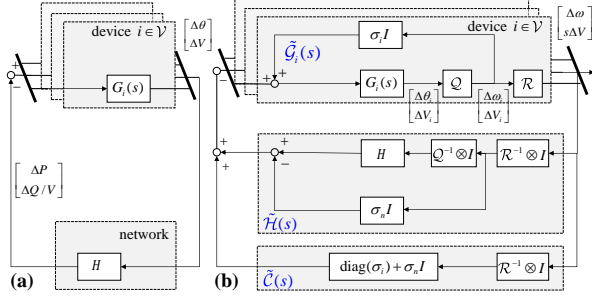 device i ∈ 𝒱
[Δθ
ΔV]
+
−
G_i(s)
[ΔP
ΔQ/V]
network
H
(a)
device i ∈ 𝒱
[Δω
sΔV]
𝒢̃_i(s)
σ_i I
+
−
+
+
G_i(s)
𝒬
ℛ
[Δθ_i
ΔV_i]
[Δω_i
ΔV_i]
+
+
+
−
H
𝒬⁻¹ ⊗ I
ℛ⁻¹ ⊗ I
σ_n I
ℋ̃(s)
diag(σ_i) + σ_n I
ℛ⁻¹ ⊗ I
(b)
𝒞̃(s)